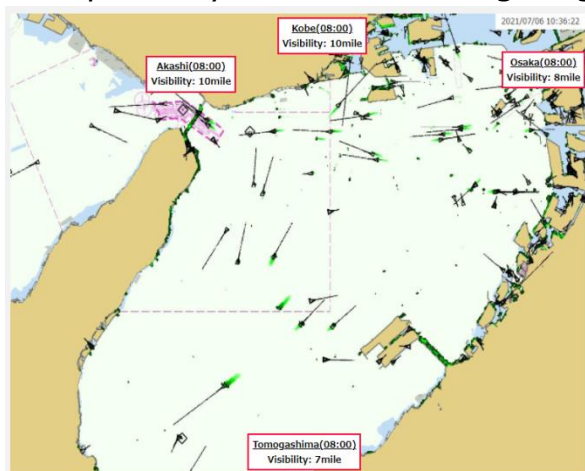 2021/07/06 10:36:22
Kobe(08:00)
Visibility: 10mile
Akashi(08:00)
Visibility: 10mile
Osaka(08:00)
Visibility: 8mile
Tomogashima(08:00)
Visibility: 7mile